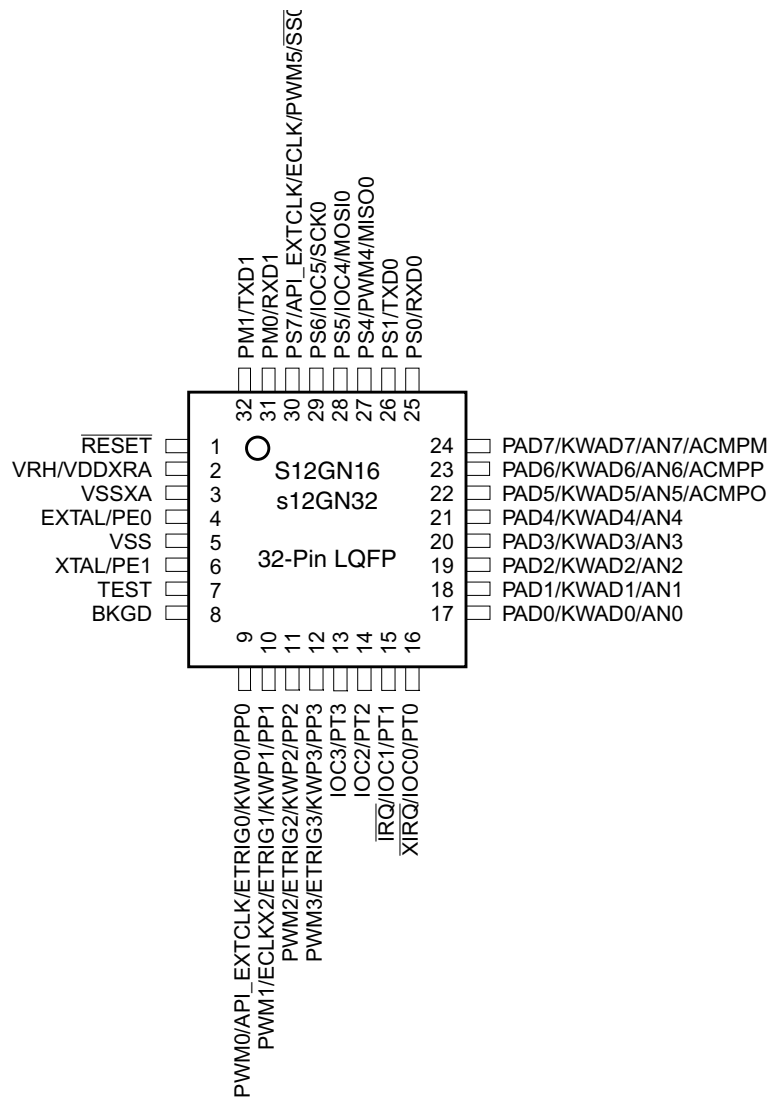 PS7/API_EXTCLK/ECLK/PWM5/SS0
PM1/TXD1
PM0/RXD1
PS6/IOC5/SCK0
PS5/IOC4/MOSI0
PS4/PWM4/MISO0
PS1/TXD0
PS0/RXD0
32
31
30
29
28
27
26
25
RESET 1
VRH/VDDXRA 2
VSSXA 3
EXTAL/PE0 4
VSS 5
XTAL/PE1 6
TEST 7
BKGD 8
S12GN16
s12GN32
32-Pin LQFP
24 PAD7/KWAD7/AN7/ACMPM
23 PAD6/KWAD6/AN6/ACMPP
22 PAD5/KWAD5/AN5/ACMPO
21 PAD4/KWAD4/AN4
20 PAD3/KWAD3/AN3
19 PAD2/KWAD2/AN2
18 PAD1/KWAD1/AN1
17 PAD0/KWAD0/AN0
9
10
11
12
13
14
15
16
PWM0/API_EXTCLK/ETRIG0/KWP0/PP0
PWM1/ECLKX2/ETRIG1/KWP1/PP1
PWM2/ETRIG2/KWP2/PP2
PWM3/ETRIG3/KWP3/PP3
IOC3/PT3
IOC2/PT2
IRQ/IOC1/PT1
XIRQ/IOC0/PT0